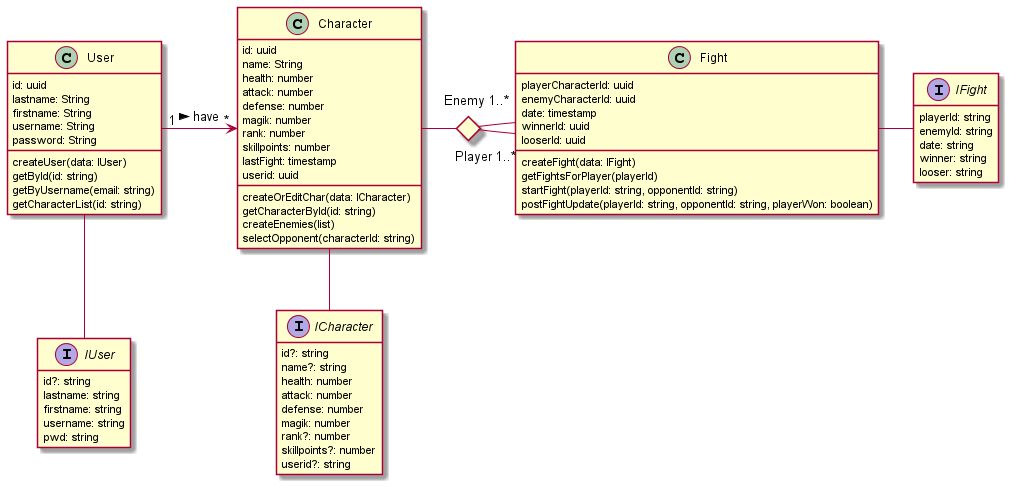 C User
id: uuid
lastname: String
firstname: String
username: String
password: String
createUser(data: IUser)
getById(id: string)
getByUsername(email: string)
getCharacterList(id: string)
1 have *
C Character
id: uuid
name: String
health: number
attack: number
defense: number
magik: number
rank: number
skillpoints: number
lastFight: timestamp
userid: uuid
createOrEditChar(data: ICharacter)
getCharacterById(id: string)
createEnemies(list)
selectOpponent(characterId: string)
Enemy 1..*
Player 1..*
C Fight
playerCharacterId: uuid
enemyCharacterId: uuid
date: timestamp
winnerId: uuid
looserId: uuid
createFight(data: IFight)
getFightsForPlayer(playerId)
startFight(playerId: string, opponentId: string)
postFightUpdate(playerId: string, opponentId: string, playerWon: boolean)
I IFight
playerId: string
enemyId: string
date: string
winner: string
looser: string
I IUser
id?: string
lastname: string
firstname: string
username: string
pwd: string
I ICharacter
id?: string
name?: string
health: number
attack: number
defense: number
magik: number
rank?: number
skillpoints?: number
userid?: string